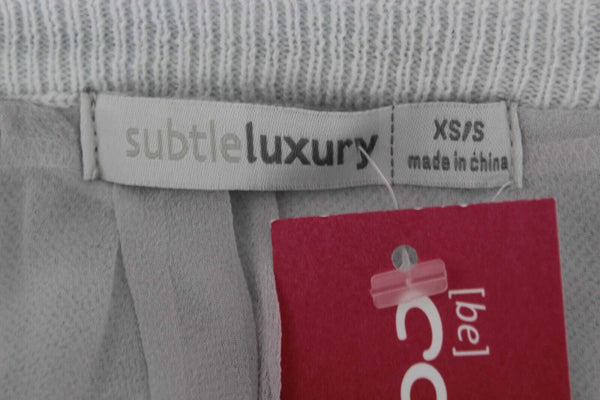 subtleluxury
XS/S
made in china
[be]